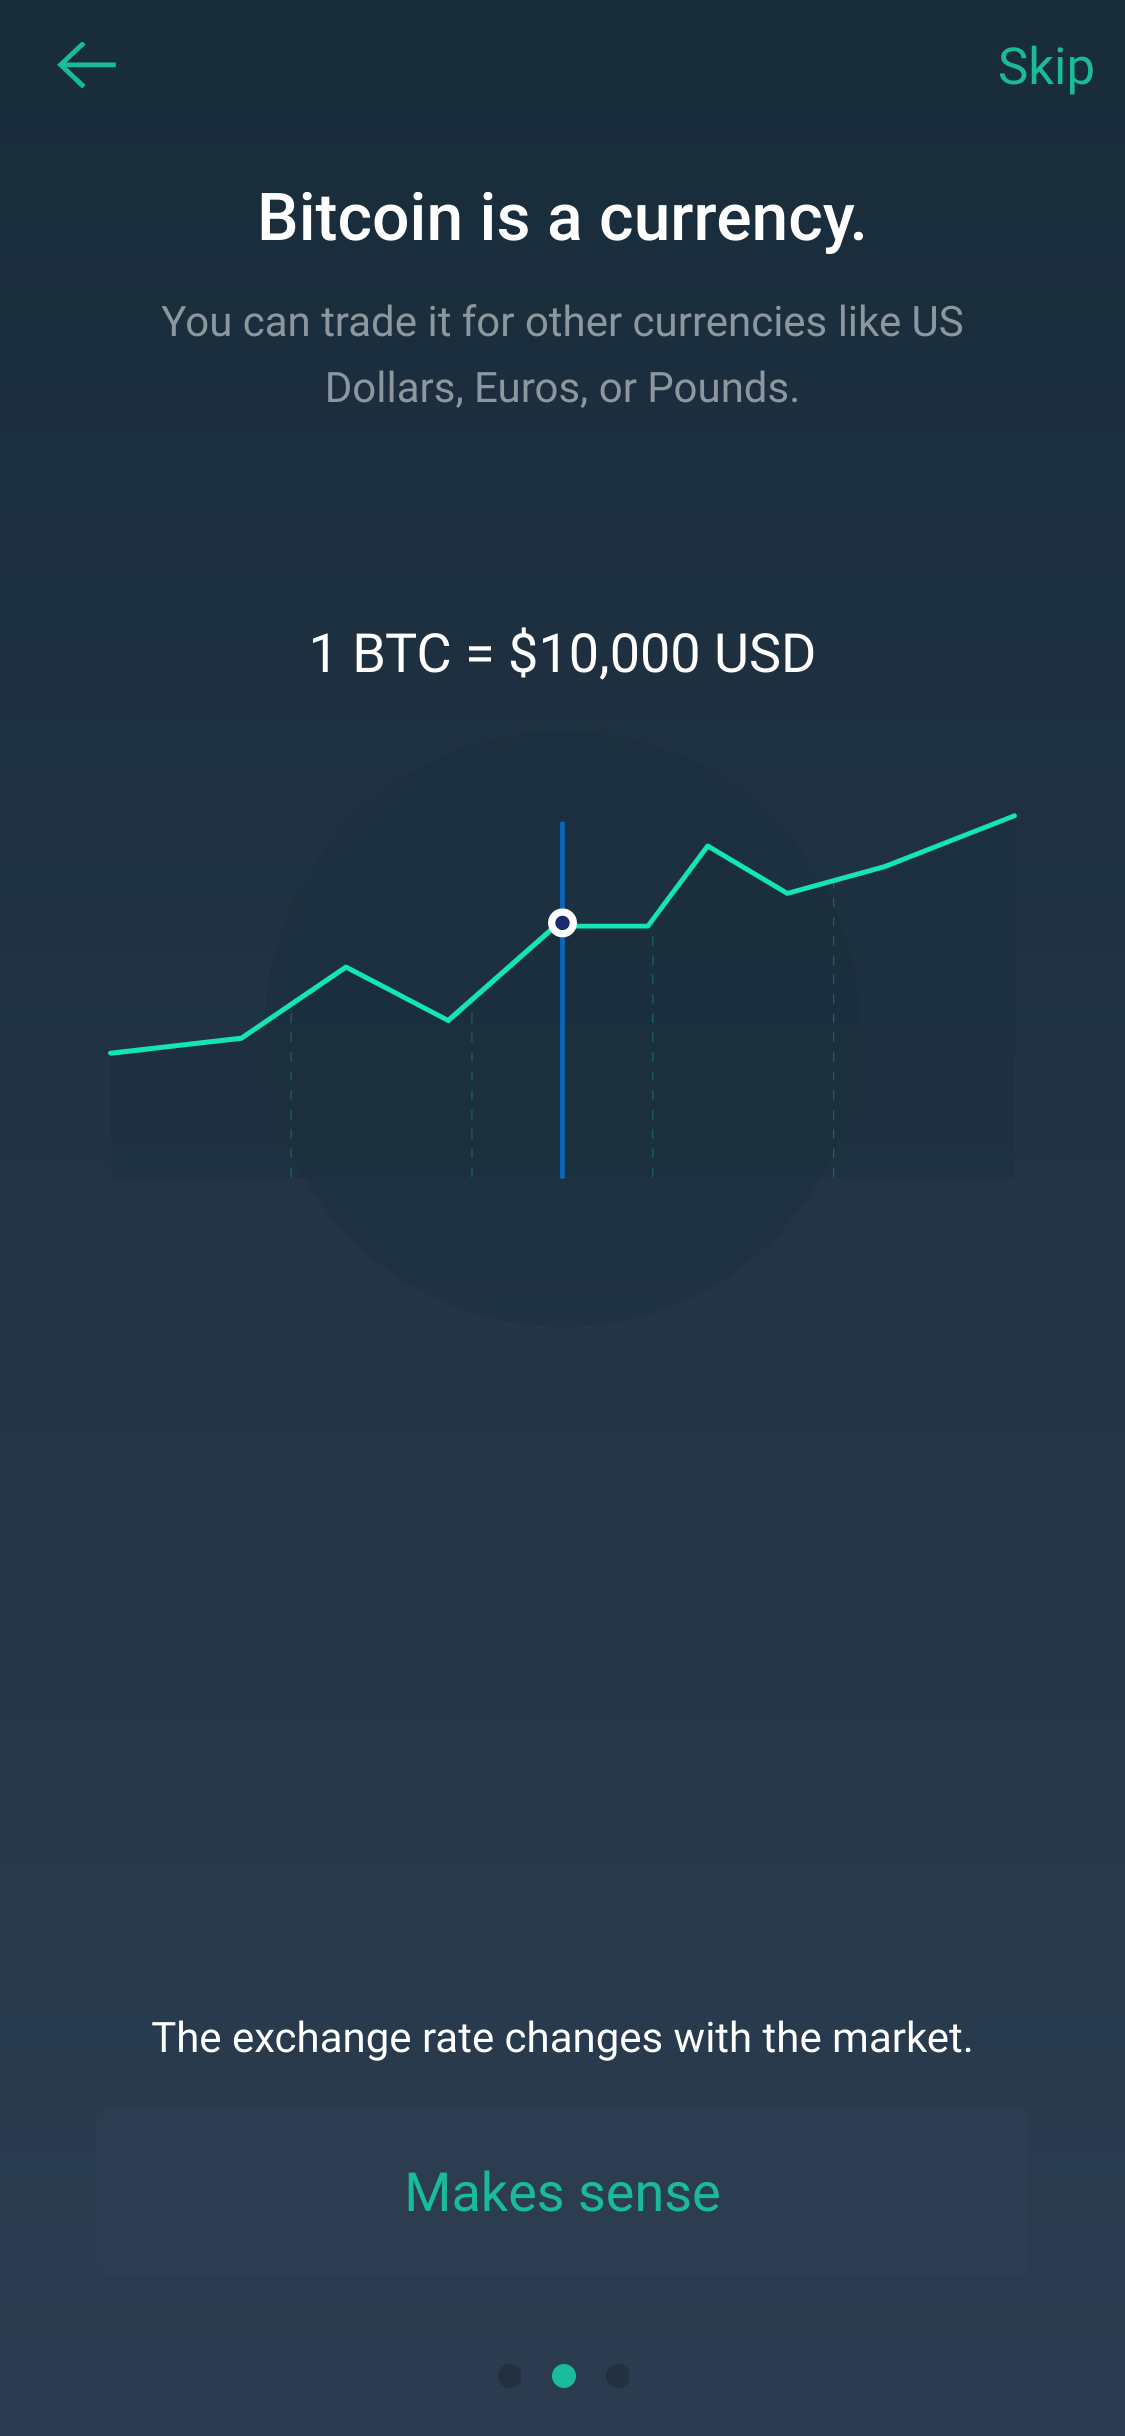 Skip
Bitcoin is a currency.
You can trade it for other currencies like US
Dollars, Euros, or Pounds.
1 BTC = $10,000 USD
The exchange rate changes with the market.
Makes sense